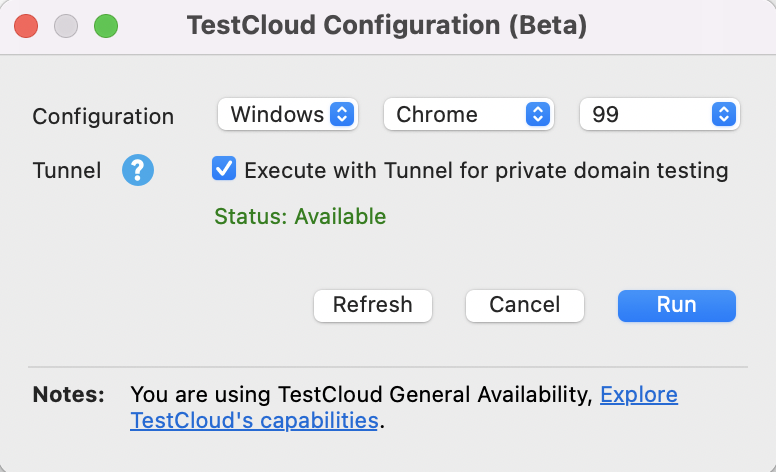 TestCloud Configuration (Beta)
Configuration Windows Chrome 99
Tunnel ? Execute with Tunnel for private domain testing
Status: Available
Refresh Cancel Run
Notes: You are using TestCloud General Availability, Explore
TestCloud's capabilities.